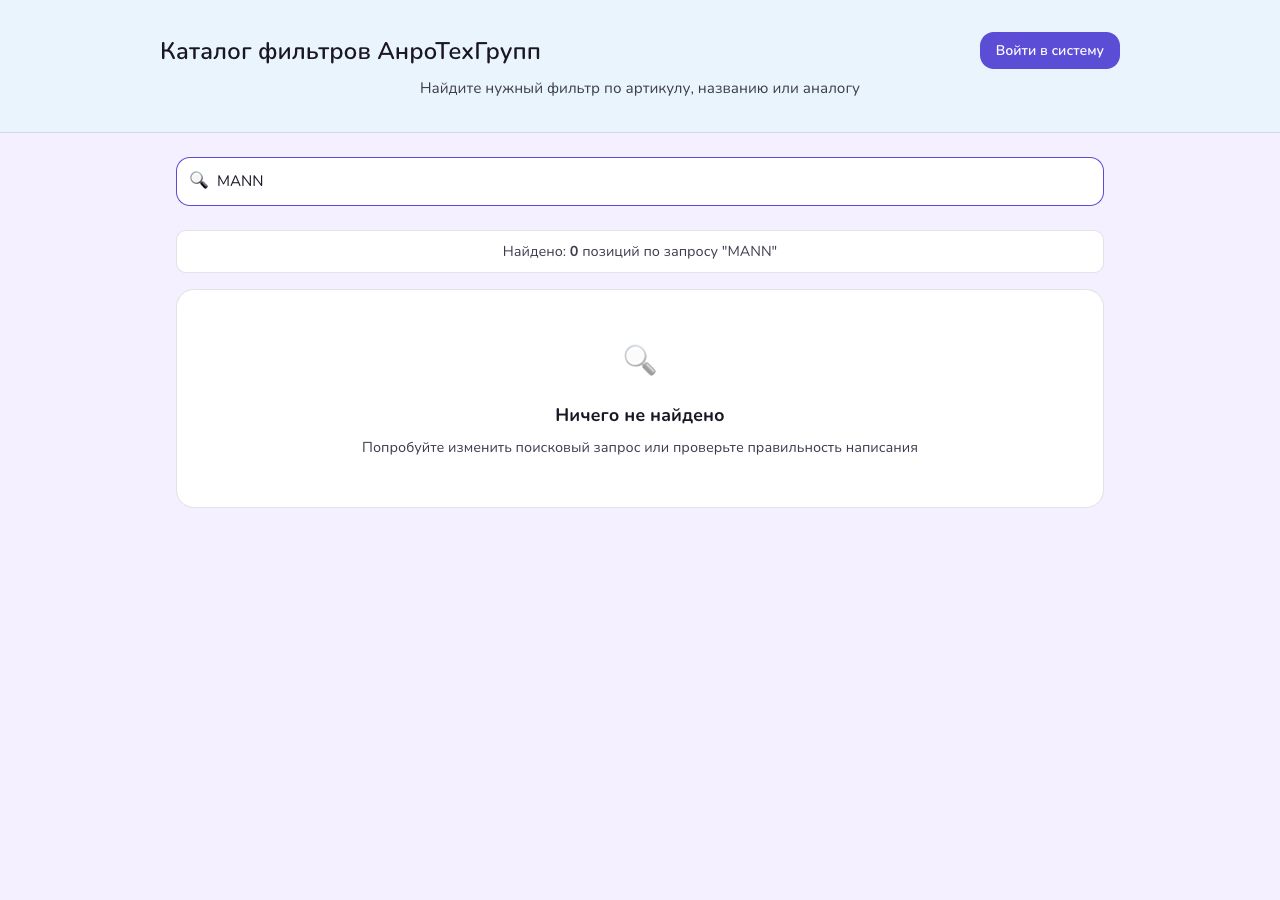 Каталог фильтров АнроТехГрупп
Войти в систему
Найдите нужный фильтр по артикулу, названию или аналогу
MANN
Найдено: 0 позиций по запросу "MANN"
Ничего не найдено
Попробуйте изменить поисковый запрос или проверьте правильность написания